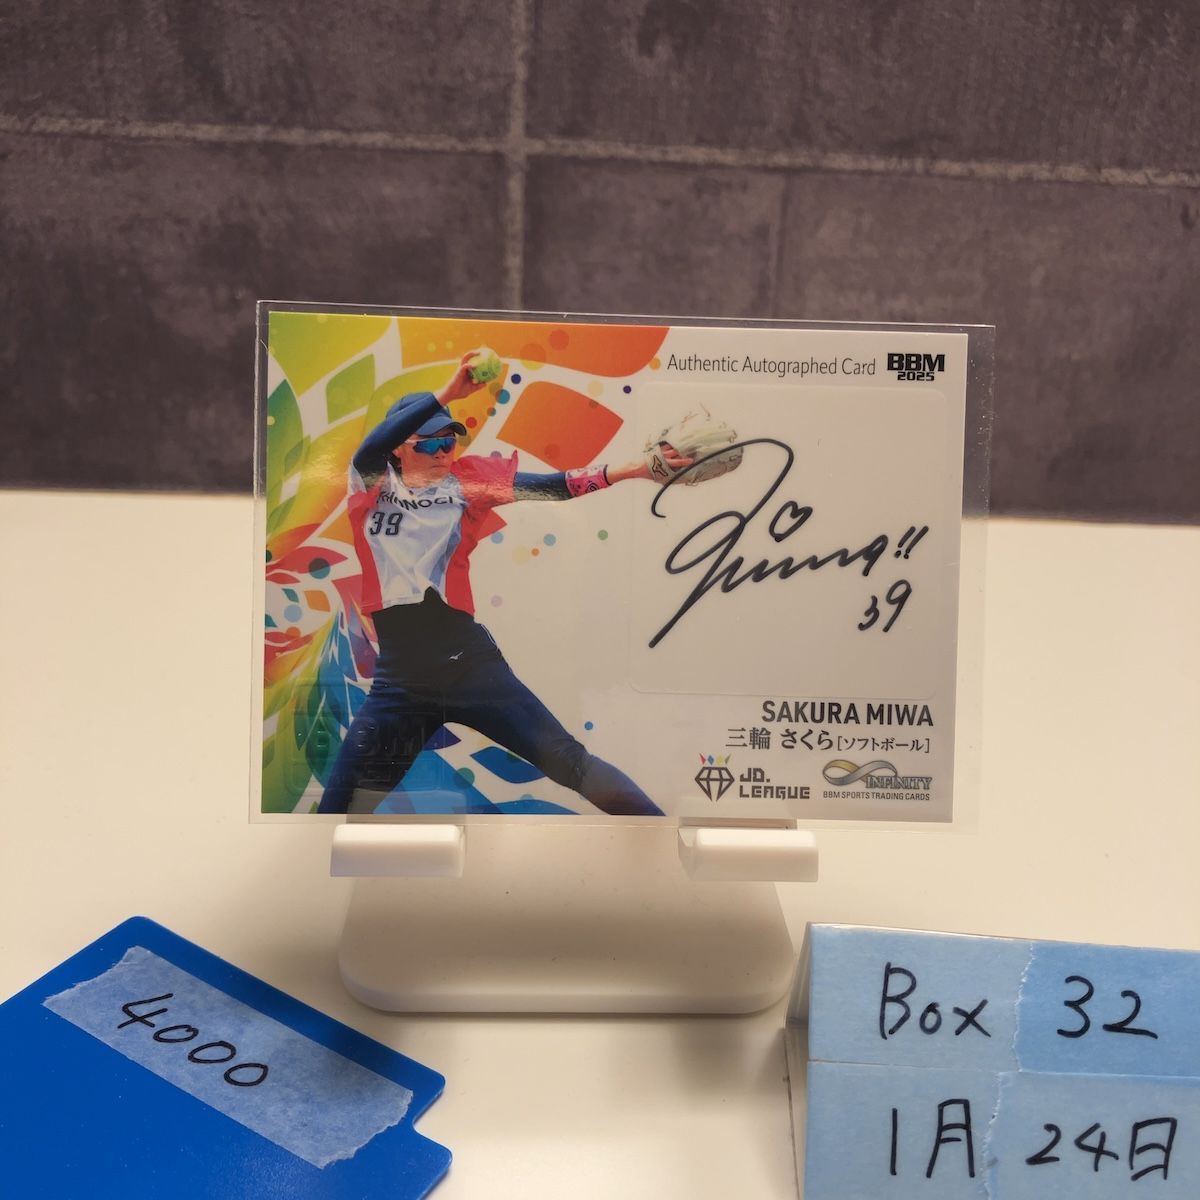 Authentic Autographed Card BBM
2025
39
39
SAKURA MIWA
三輪 さくら[ソフトボール]
JD.
LEAGUE
INFINITY
BBM SPORTS TRADING CARDS
4000
Box 32
1月 24日